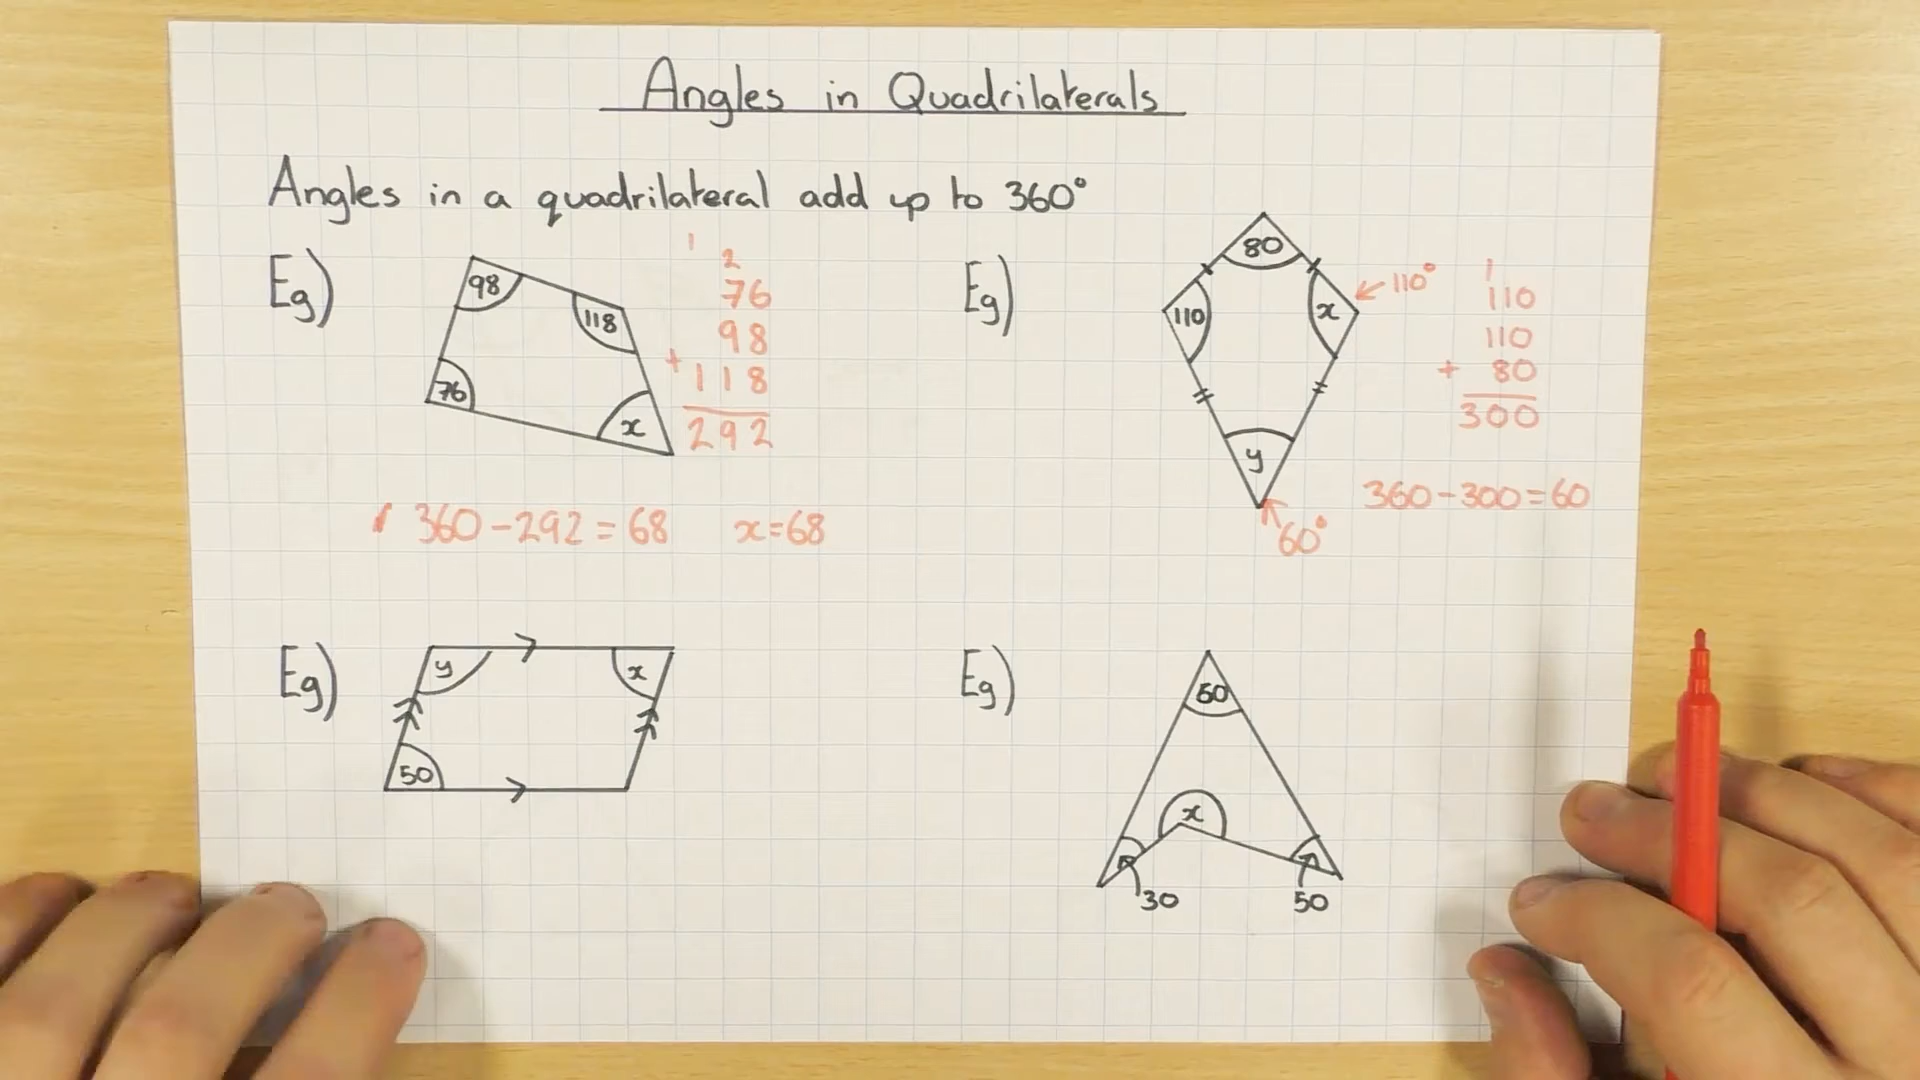 Angles in Quadrilaterals
Angles in a quadrilateral add up to 360°
Eg)
98
118
76
x
1
2
76
98
+ 118
292
360-292=68
x=68
Eg)
80
110
x
y
110°
60°
1
110
110
+ 80
300
360-300=60
Eg)
y
x
50
Eg)
60
x
30
50